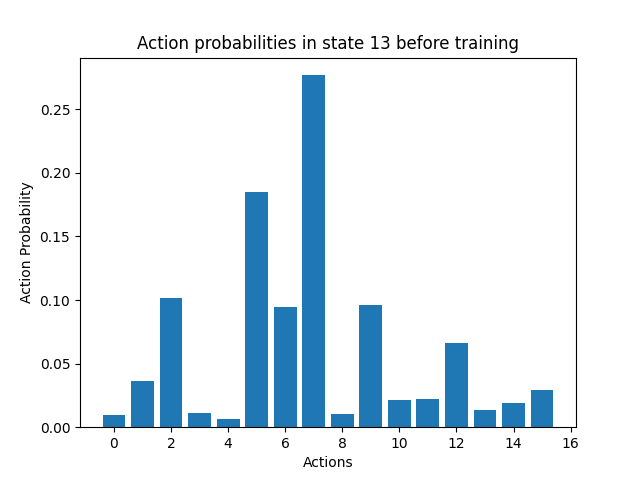 Action probabilities in state 13 before training
0.25
0.20
0.15
0.10
0.05
0.00
Action Probability
0 2 4 6 8 10 12 14 16
Actions